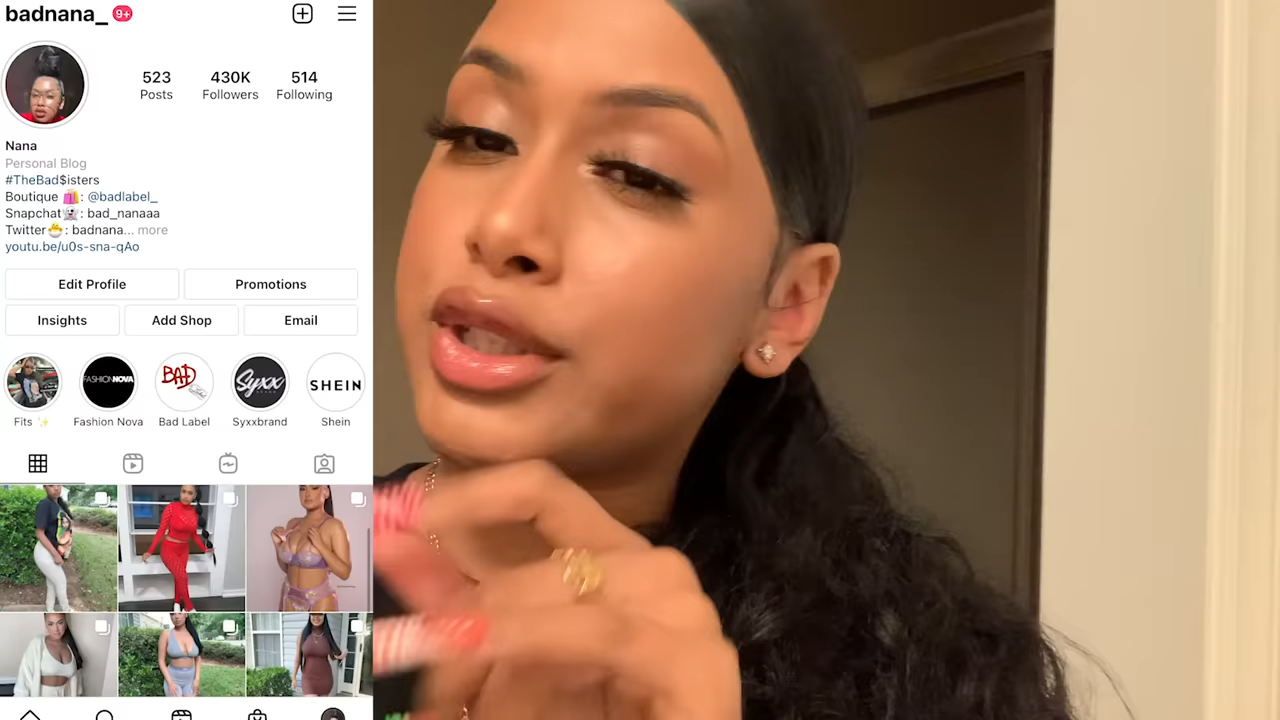 badnana_ 9+
523 430K 514
Posts Followers Following
Nana
Personal Blog
#TheBad$isters
Boutique 🛍️: @badlabel_
Snapchat👻: bad_nanaaa
Twitter🐣: badnana... more
youtu.be/u0s-sna-qAo
Edit Profile Promotions
Insights Add Shop Email
FASHIONNOVA BAD Syxx SHEIN
Fits ✨ Fashion Nova Bad Label Syxxbrand Shein